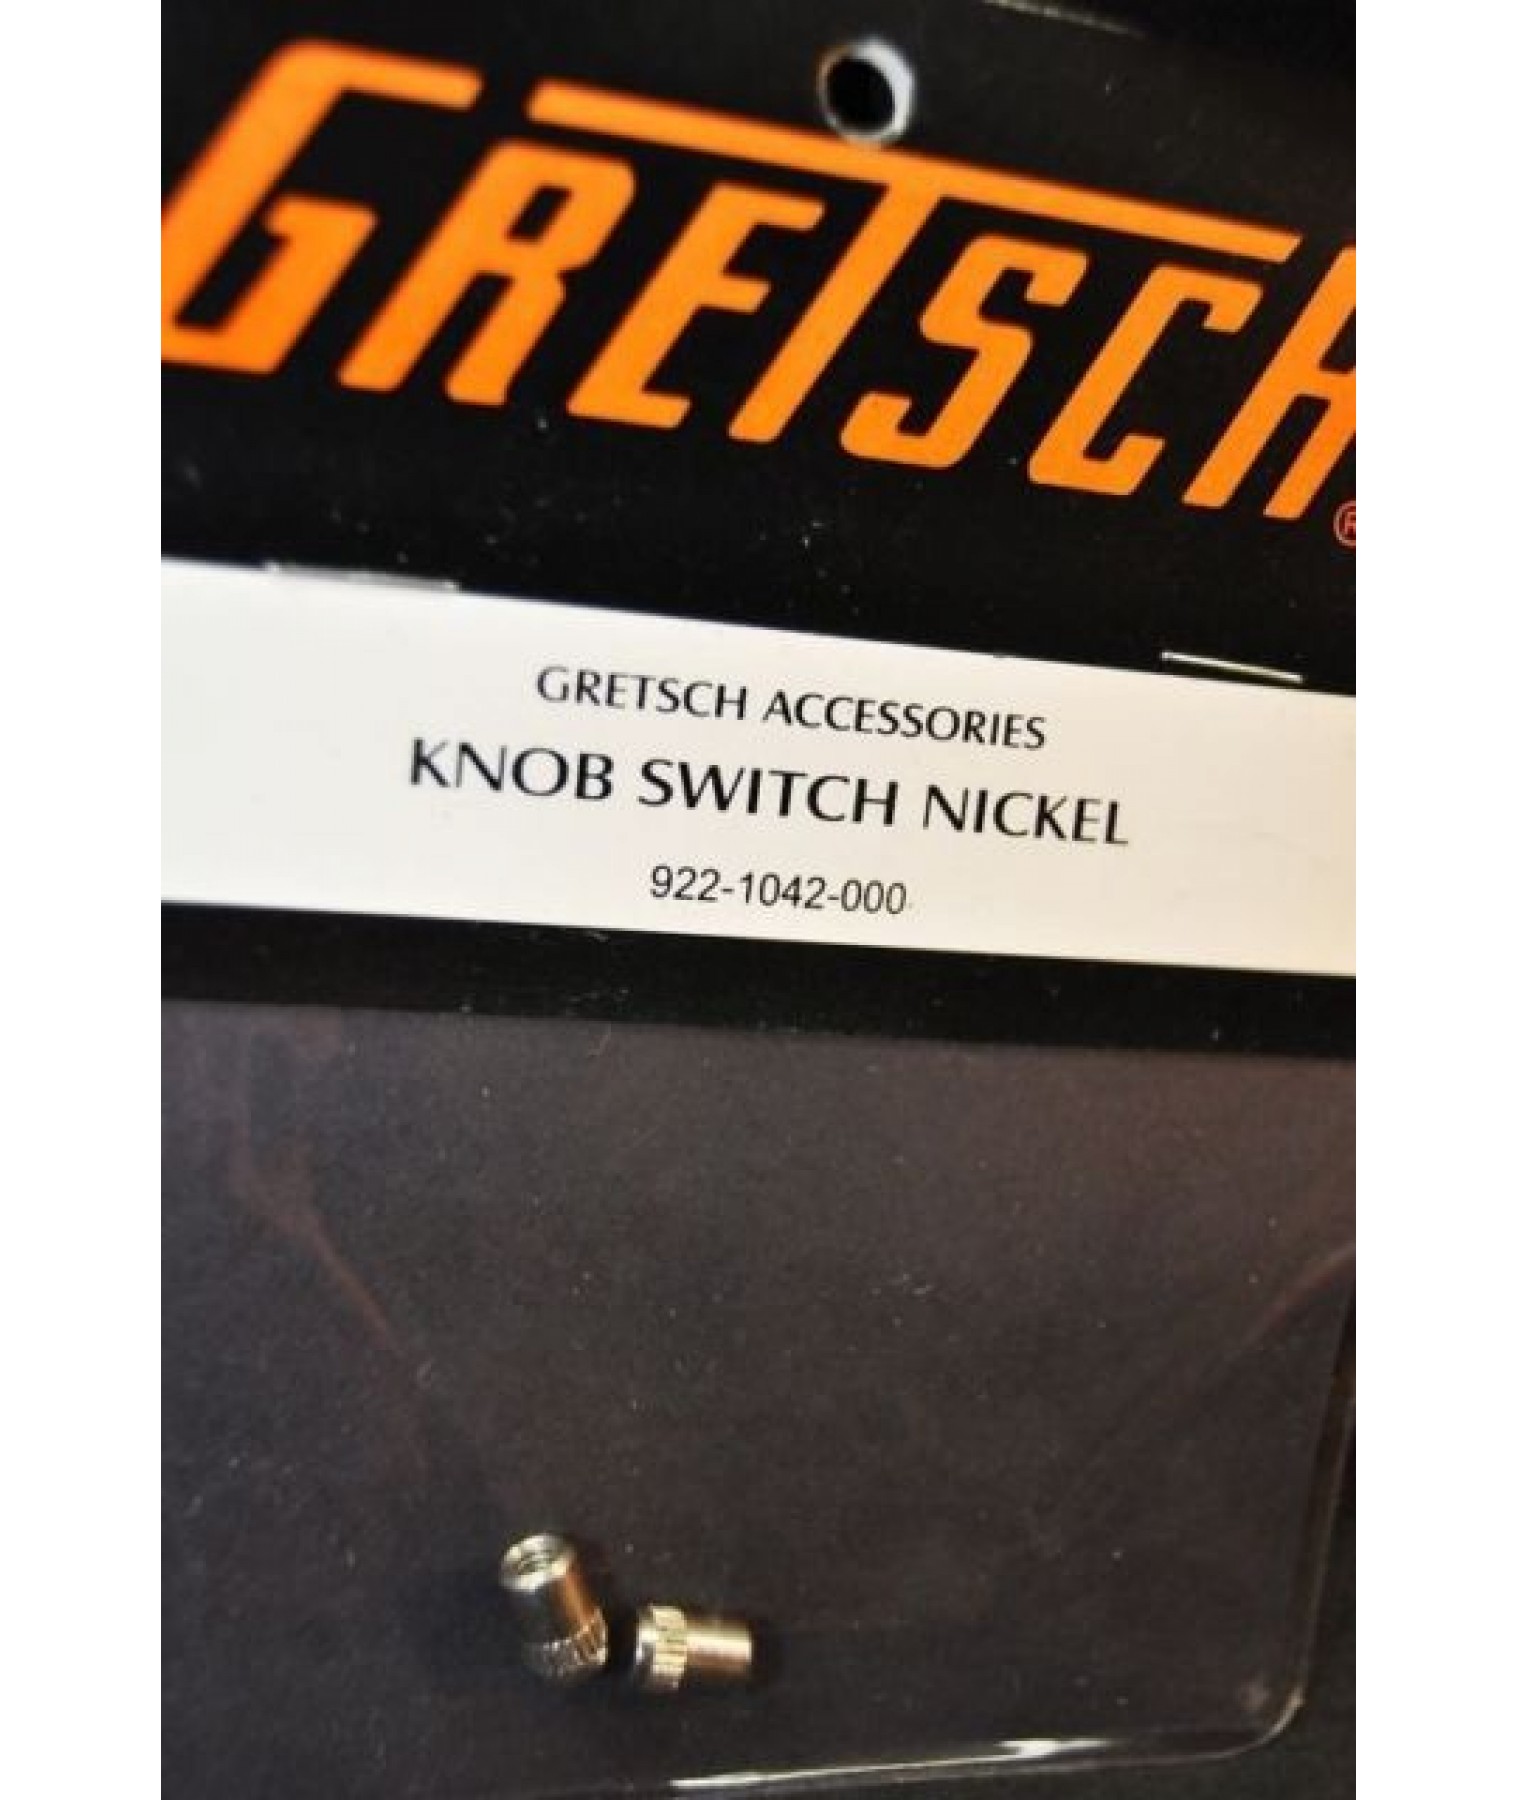 GRETSCH
®
GRETSCH ACCESSORIES
KNOB SWITCH NICKEL
922-1042-000